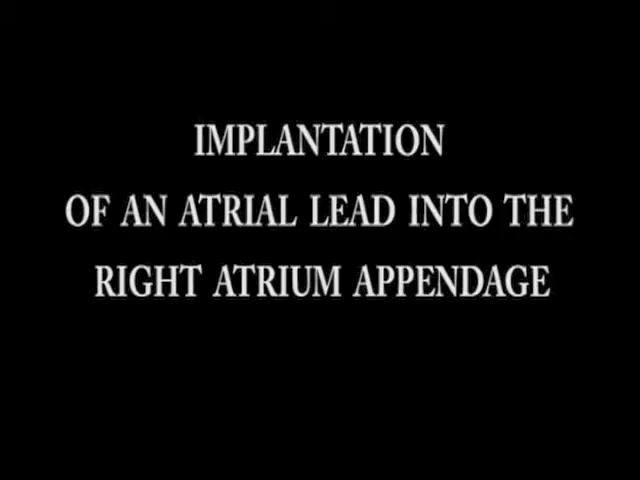 IMPLANTATION
OF AN ATRIAL LEAD INTO THE
RIGHT ATRIUM APPENDAGE